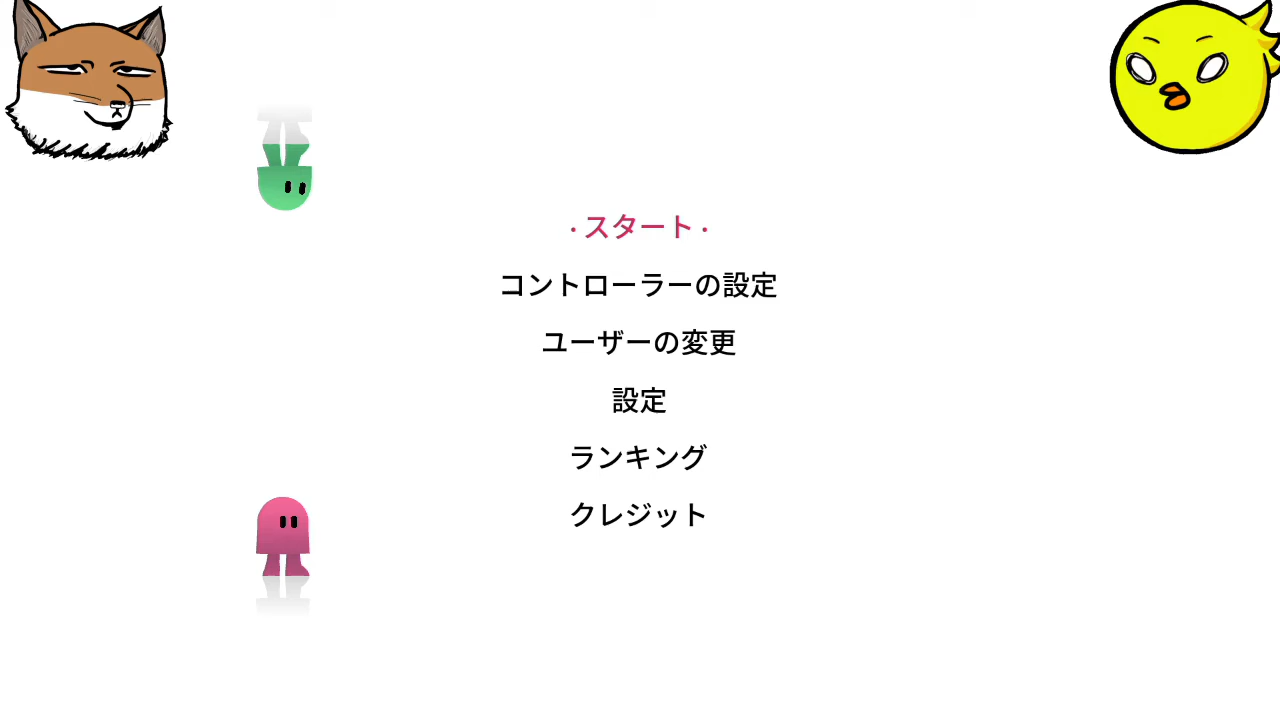 · スタート ·
コントローラーの設定
ユーザーの変更
設定
ランキング
クレジット